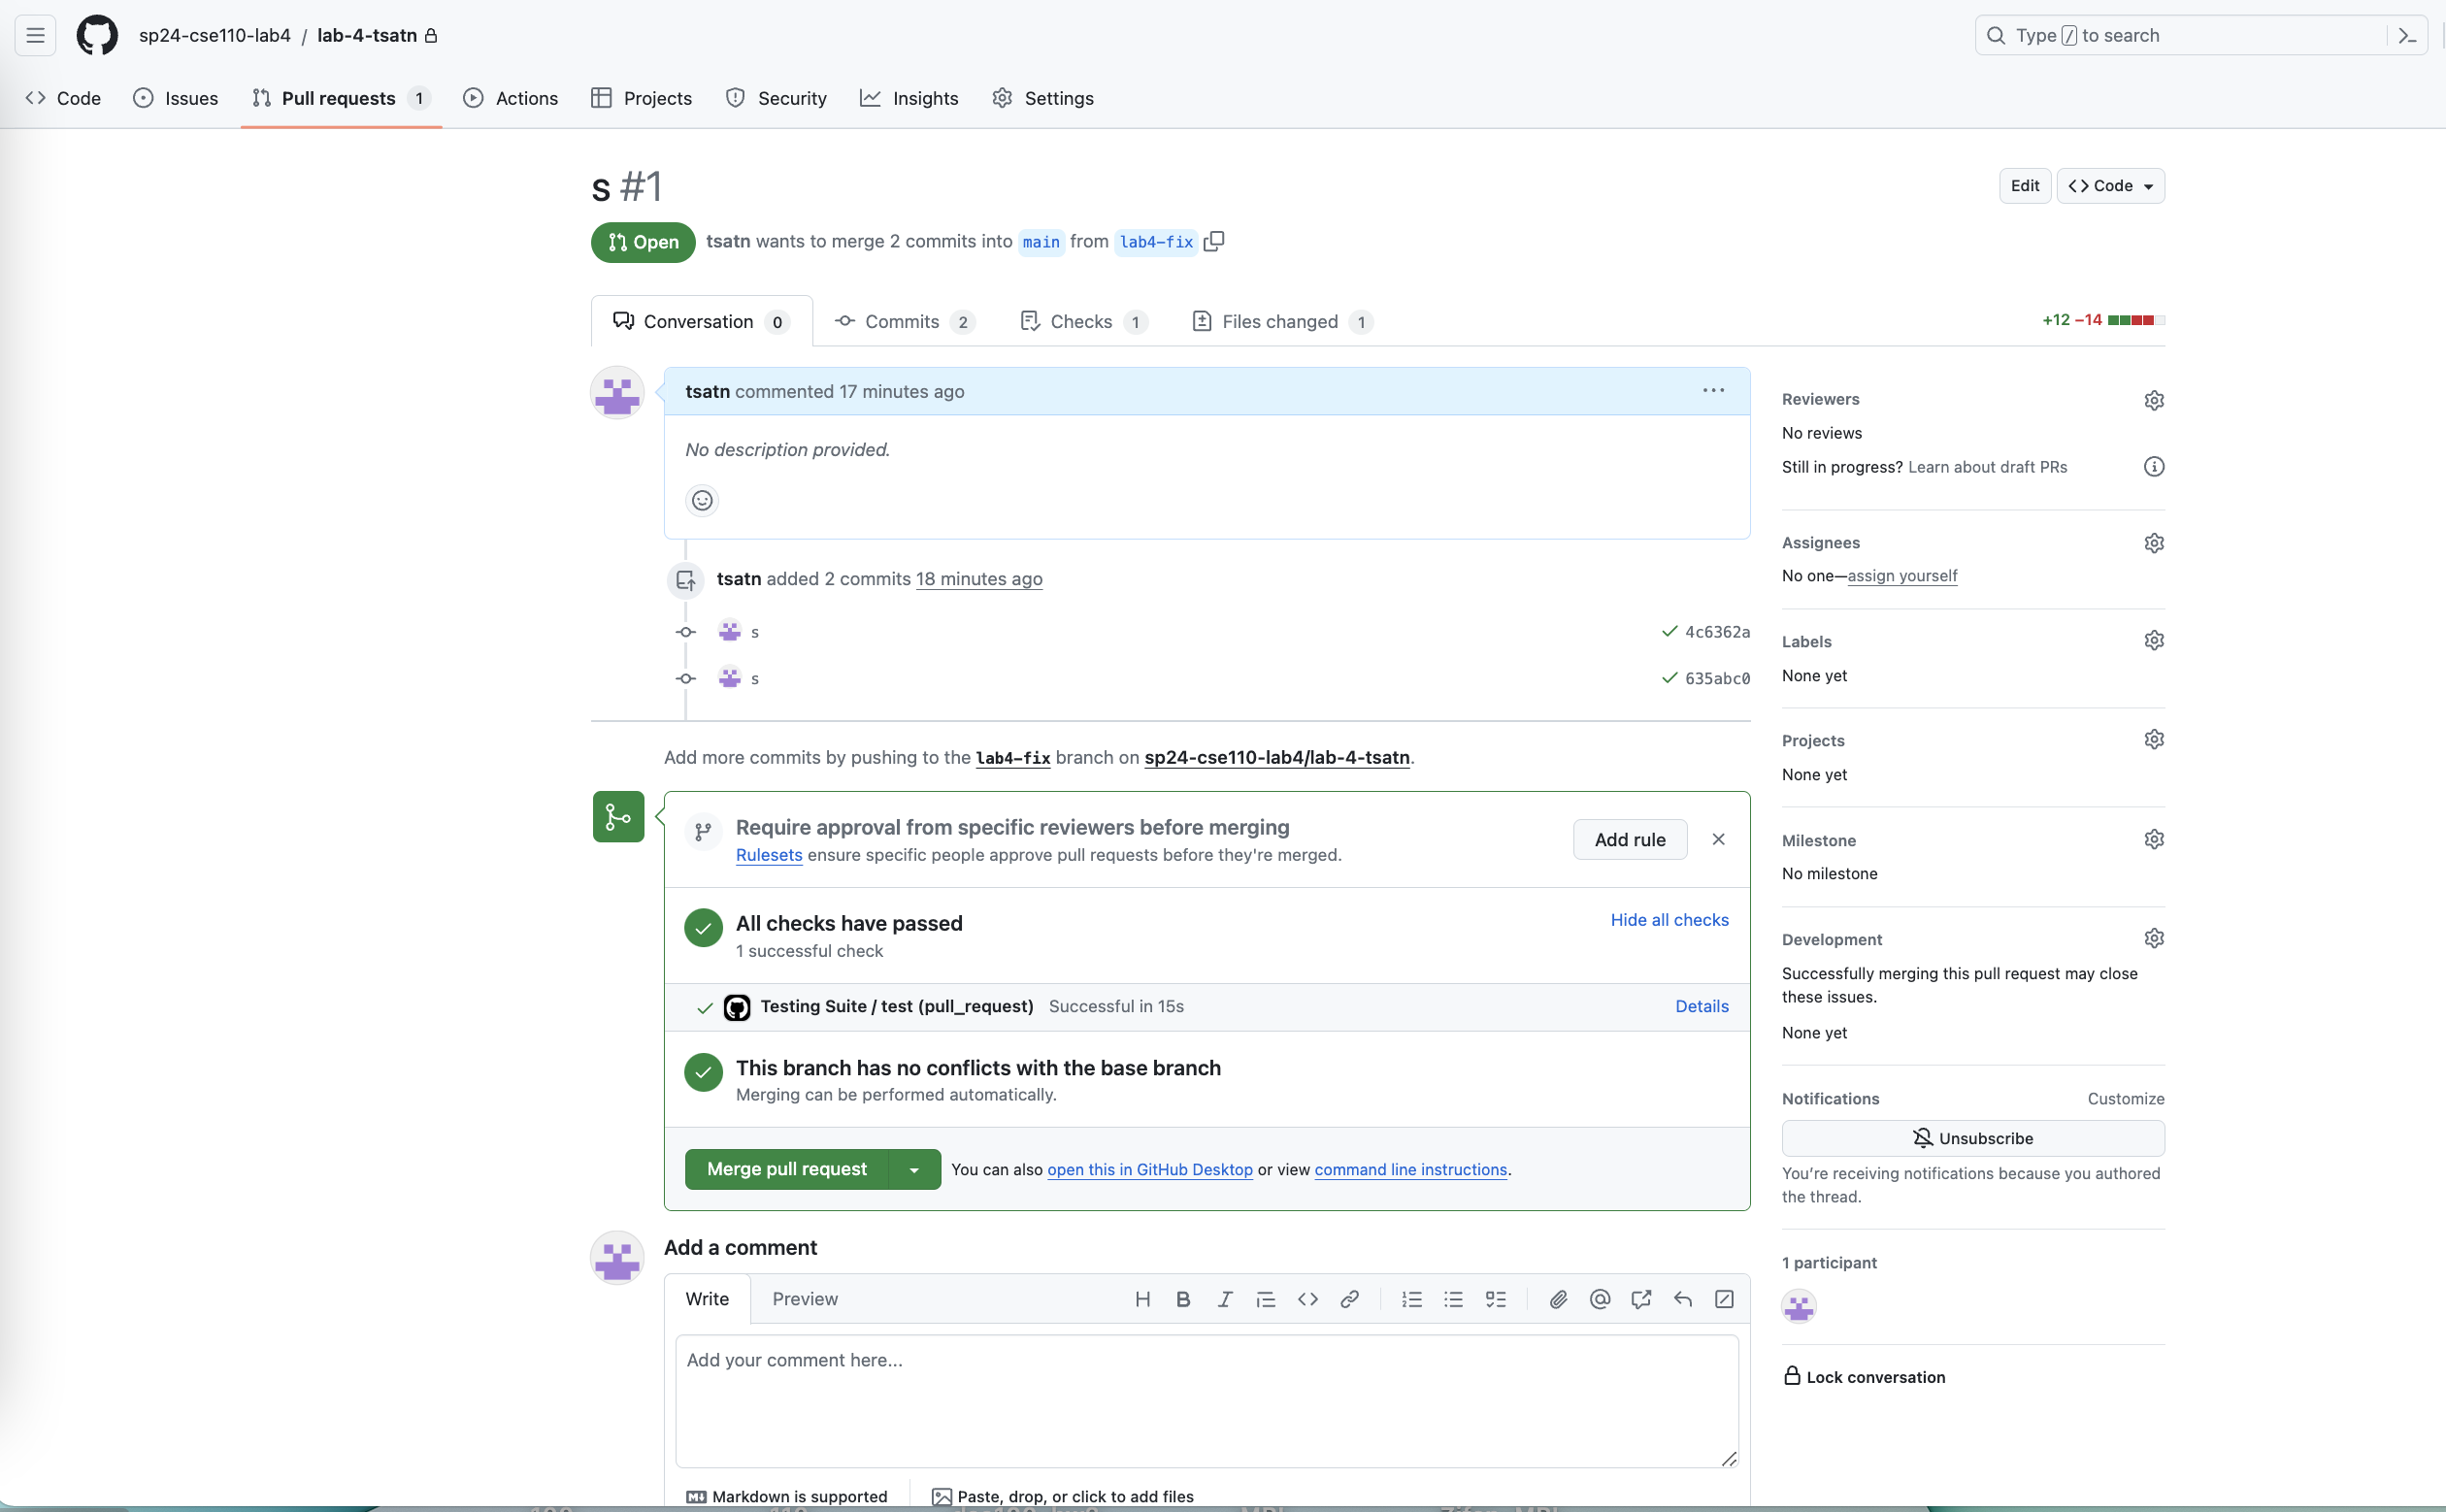 sp24-cse110-lab4 / lab-4-tsatn
Type / to search
Code
Issues
Pull requests 1
Actions
Projects
Security
Insights
Settings
s #1
Edit
Code
Open
tsatn wants to merge 2 commits into main from lab4-fix
Conversation 0
Commits 2
Checks 1
Files changed 1
+12 −14
tsatn commented 17 minutes ago
No description provided.
tsatn added 2 commits 18 minutes ago
s
4c6362a
s
635abc0
Add more commits by pushing to the lab4-fix branch on sp24-cse110-lab4/lab-4-tsatn.
Require approval from specific reviewers before merging
Rulesets ensure specific people approve pull requests before they're merged.
Add rule
All checks have passed
1 successful check
Hide all checks
Testing Suite / test (pull_request) Successful in 15s
Details
This branch has no conflicts with the base branch
Merging can be performed automatically.
Merge pull request
You can also open this in GitHub Desktop or view command line instructions.
Add a comment
Write
Preview
Add your comment here...
Markdown is supported
Paste, drop, or click to add files
Reviewers
No reviews
Still in progress? Learn about draft PRs
Assignees
No one—assign yourself
Labels
None yet
Projects
None yet
Milestone
No milestone
Development
Successfully merging this pull request may close
these issues.
None yet
Notifications
Customize
Unsubscribe
You're receiving notifications because you authored
the thread.
1 participant
Lock conversation